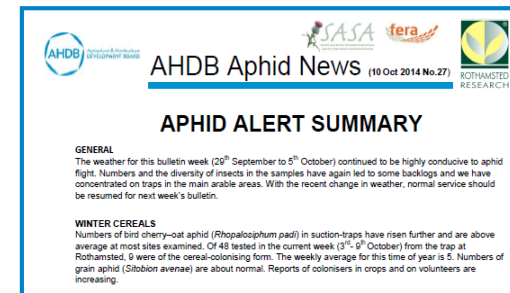 SASA
fera
AHDB
Agriculture & Horticulture
DEVELOPMENT BOARD
AHDB Aphid News (10 Oct 2014 No.27)
ROTHAMSTED
RESEARCH
APHID ALERT SUMMARY
GENERAL
The weather for this bulletin week (29th September to 5th October) continued to be highly conducive to aphid
flight. Numbers and the diversity of insects in the samples have again led to some backlogs and we have
concentrated on traps in the main arable areas. With the recent change in weather, normal service should
be resumed for next week's bulletin.
WINTER CEREALS
Numbers of bird cherry–oat aphid (Rhopalosiphum padi) in suction-traps have risen further and are above
average at most sites examined. Of 48 tested in the current week (3rd- 9th October) from the trap at
Rothamsted, 9 were of the cereal-colonising form. The weekly average for this time of year is 5. Numbers of
grain aphid (Sitobion avenae) are about normal. Reports of colonisers in crops and on volunteers are
increasing.